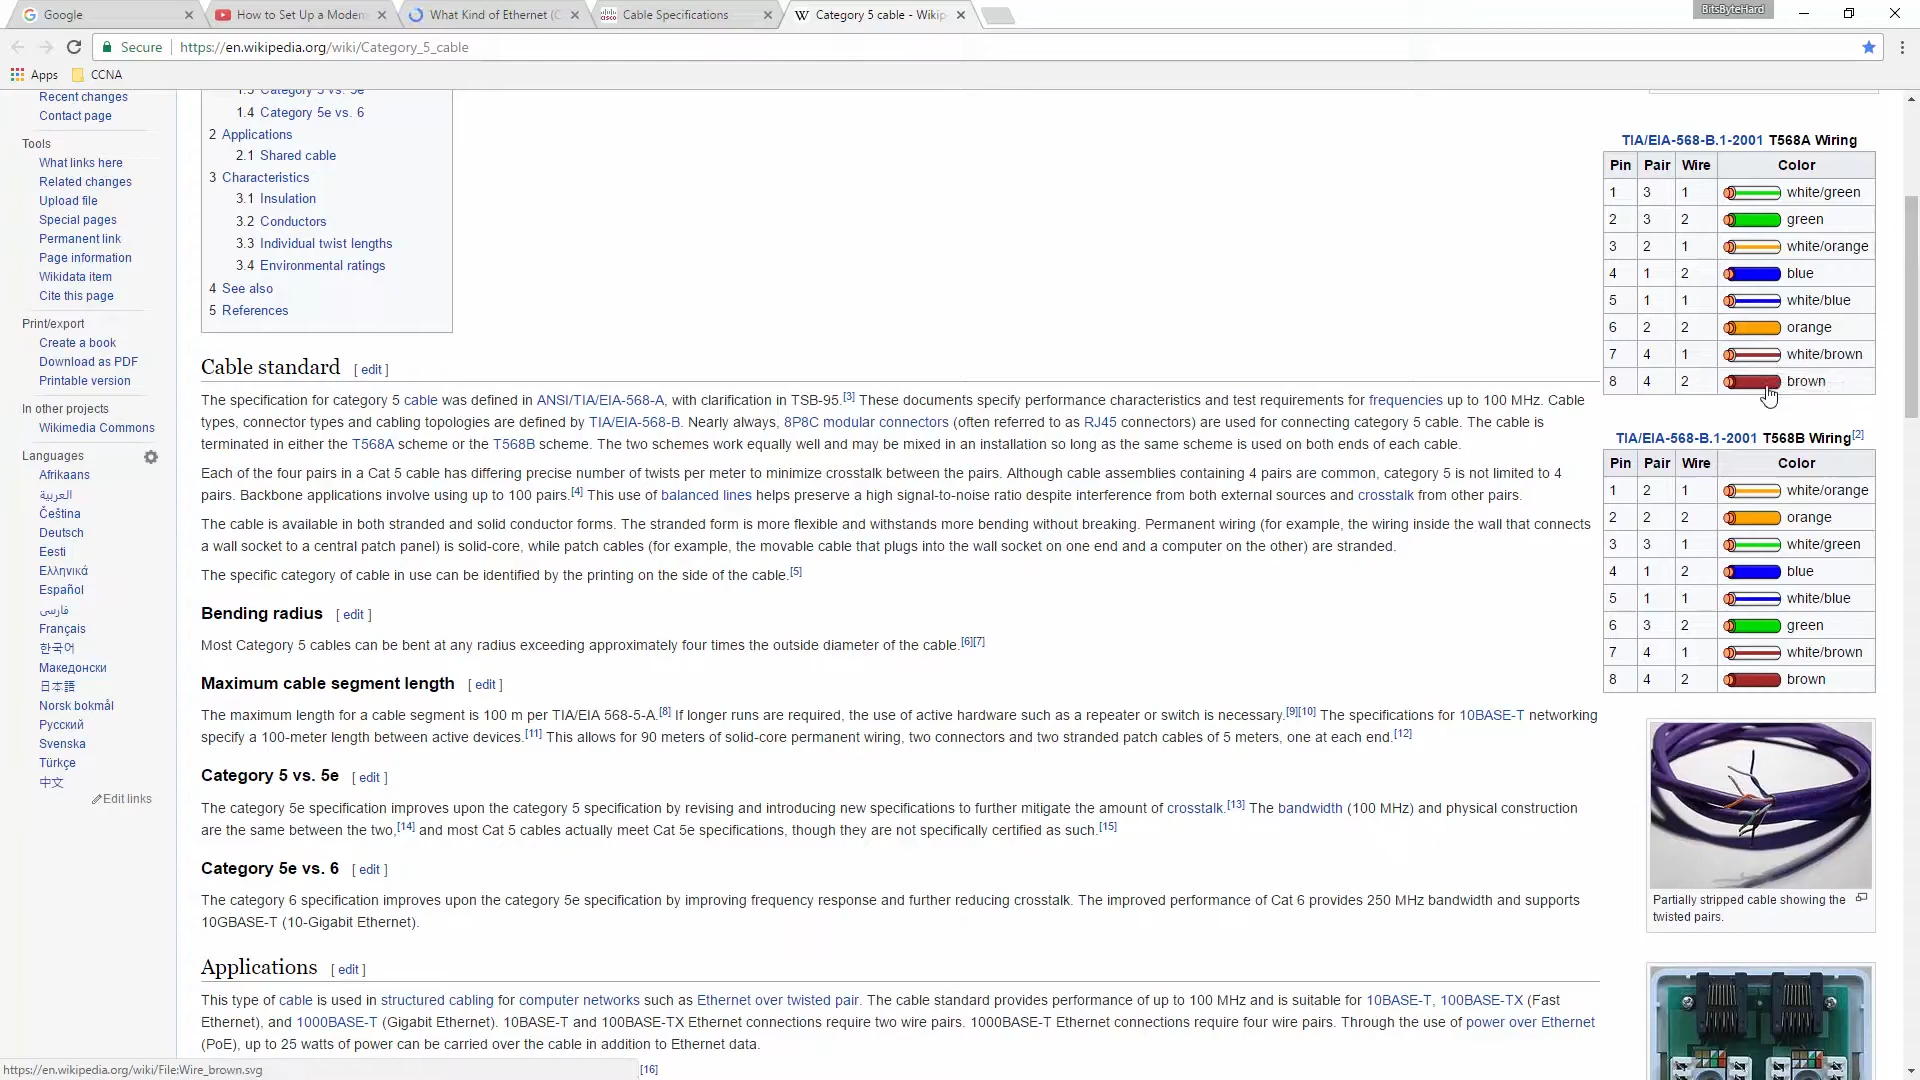 Google
How to Set Up a Modem
What Kind of Ethernet (C
Cable Specifications
Category 5 cable - Wikip
BitsByteHard
Secure
https://en.wikipedia.org/wiki/Category_5_cable
Apps
CCNA
Recent changes
Contact page
Tools
What links here
Related changes
Upload file
Special pages
Permanent link
Page information
Wikidata item
Cite this page
Print/export
Create a book
Download as PDF
Printable version
In other projects
Wikimedia Commons
Languages
Afrikaans
العربية
Čeština
Deutsch
Eesti
Ελληνικά
Español
فارسی
Français
한국어
Македонски
日本語
Norsk bokmål
Русский
Svenska
Türkçe
中文
Edit links
1.3 Category 5 vs. 5e
1.4 Category 5e vs. 6
2 Applications
2.1 Shared cable
3 Characteristics
3.1 Insulation
3.2 Conductors
3.3 Individual twist lengths
3.4 Environmental ratings
4 See also
5 References
Cable standard [ edit ]
The specification for category 5 cable was defined in ANSI/TIA/EIA-568-A, with clarification in TSB-95.[3] These documents specify performance characteristics and test requirements for frequencies up to 100 MHz. Cable
types, connector types and cabling topologies are defined by TIA/EIA-568-B. Nearly always, 8P8C modular connectors (often referred to as RJ45 connectors) are used for connecting category 5 cable. The cable is
terminated in either the T568A scheme or the T568B scheme. The two schemes work equally well and may be mixed in an installation so long as the same scheme is used on both ends of each cable.
Each of the four pairs in a Cat 5 cable has differing precise number of twists per meter to minimize crosstalk between the pairs. Although cable assemblies containing 4 pairs are common, category 5 is not limited to 4
pairs. Backbone applications involve using up to 100 pairs.[4] This use of balanced lines helps preserve a high signal-to-noise ratio despite interference from both external sources and crosstalk from other pairs.
The cable is available in both stranded and solid conductor forms. The stranded form is more flexible and withstands more bending without breaking. Permanent wiring (for example, the wiring inside the wall that connects
a wall socket to a central patch panel) is solid-core, while patch cables (for example, the movable cable that plugs into the wall socket on one end and a computer on the other) are stranded.
The specific category of cable in use can be identified by the printing on the side of the cable.[5]
Bending radius [ edit ]
Most Category 5 cables can be bent at any radius exceeding approximately four times the outside diameter of the cable.[6][7]
Maximum cable segment length [ edit ]
The maximum length for a cable segment is 100 m per TIA/EIA 568-5-A.[8] If longer runs are required, the use of active hardware such as a repeater or switch is necessary.[9][10] The specifications for 10BASE-T networking
specify a 100-meter length between active devices.[11] This allows for 90 meters of solid-core permanent wiring, two connectors and two stranded patch cables of 5 meters, one at each end.[12]
Category 5 vs. 5e [ edit ]
The category 5e specification improves upon the category 5 specification by revising and introducing new specifications to further mitigate the amount of crosstalk.[13] The bandwidth (100 MHz) and physical construction
are the same between the two,[14] and most Cat 5 cables actually meet Cat 5e specifications, though they are not specifically certified as such.[15]
Category 5e vs. 6 [ edit ]
The category 6 specification improves upon the category 5e specification by improving frequency response and further reducing crosstalk. The improved performance of Cat 6 provides 250 MHz bandwidth and supports
10GBASE-T (10-Gigabit Ethernet).
Applications [ edit ]
This type of cable is used in structured cabling for computer networks such as Ethernet over twisted pair. The cable standard provides performance of up to 100 MHz and is suitable for 10BASE-T, 100BASE-TX (Fast
Ethernet), and 1000BASE-T (Gigabit Ethernet). 10BASE-T and 100BASE-TX Ethernet connections require two wire pairs. 1000BASE-T Ethernet connections require four wire pairs. Through the use of power over Ethernet
(PoE), up to 25 watts of power can be carried over the cable in addition to Ethernet data.
[16]
TIA/EIA-568-B.1-2001 T568A Wiring
Pin Pair Wire Color
1 3 1 white/green
2 3 2 green
3 2 1 white/orange
4 1 2 blue
5 1 1 white/blue
6 2 2 orange
7 4 1 white/brown
8 4 2 brown
TIA/EIA-568-B.1-2001 T568B Wiring[2]
Pin Pair Wire Color
1 2 1 white/orange
2 2 2 orange
3 3 1 white/green
4 1 2 blue
5 1 1 white/blue
6 3 2 green
7 4 1 white/brown
8 4 2 brown
Partially stripped cable showing the
twisted pairs.
https://en.wikipedia.org/wiki/File:Wire_brown.svg